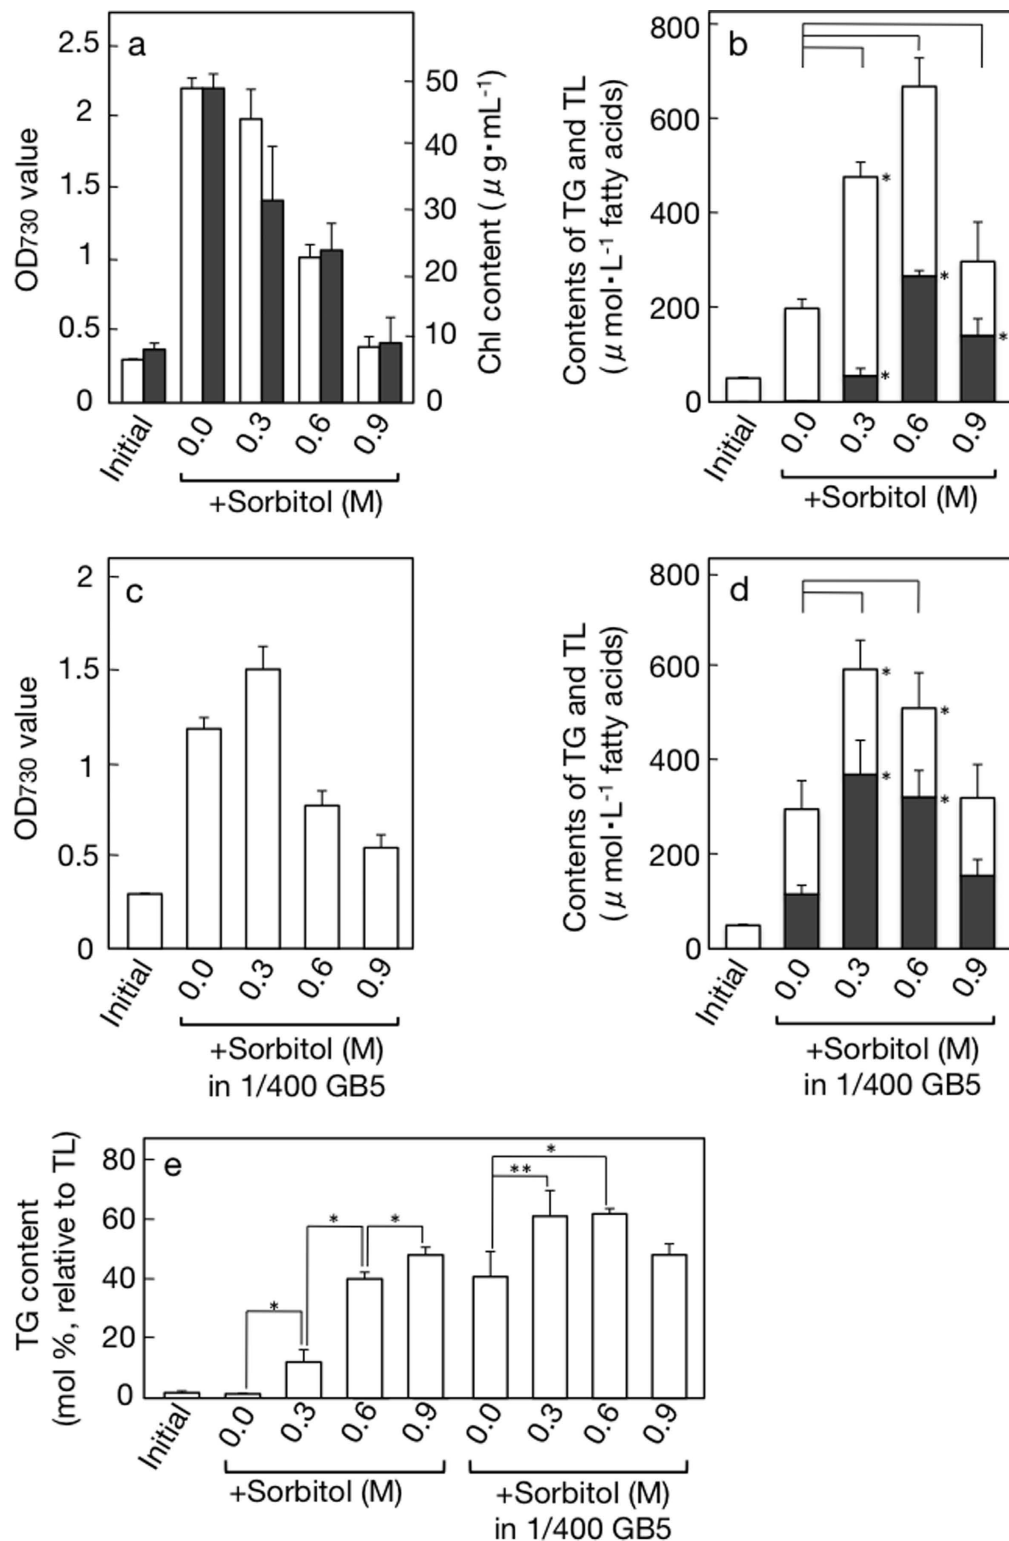 a
OD730 value
2.5
2
1.5
1
0.5
0
50
40
30
20
10
0
Chl content (μg·mL-1)
Initial
0.0
0.3
0.6
0.9
+Sorbitol (M)
b
Contents of TG and TL
(μmol·L-1 fatty acids)
800
600
400
200
0
*
*
*
*
Initial
0.0
0.3
0.6
0.9
+Sorbitol (M)
c
OD730 value
2
1.5
1
0.5
0
Initial
0.0
0.3
0.6
0.9
+Sorbitol (M)
in 1/400 GB5
d
Contents of TG and TL
(μmol·L-1 fatty acids)
800
600
400
200
0
*
*
*
*
Initial
0.0
0.3
0.6
0.9
+Sorbitol (M)
in 1/400 GB5
e
TG content
(mol %, relative to TL)
80
60
40
20
0
*
*
*
**
*
Initial
0.0
0.3
0.6
0.9
0.0
0.3
0.6
0.9
+Sorbitol (M)
+Sorbitol (M)
in 1/400 GB5